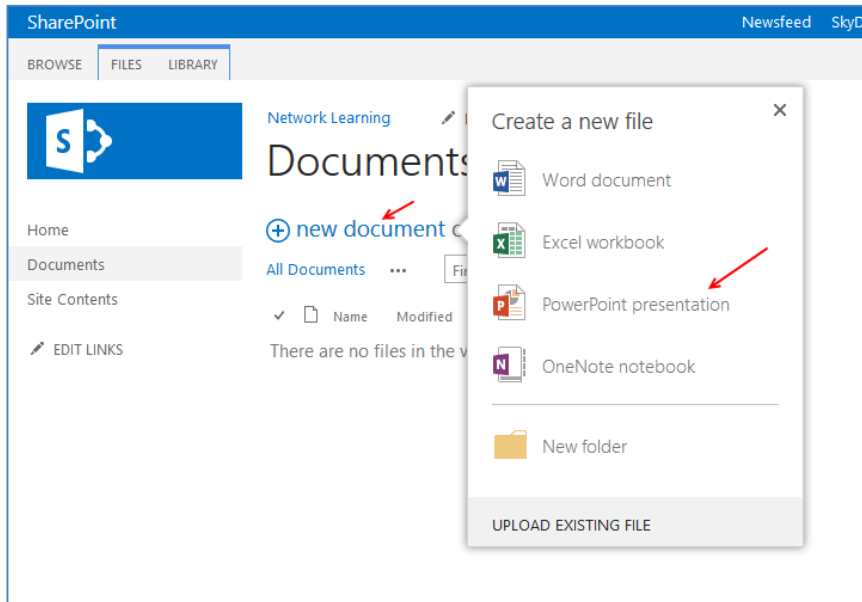 SharePoint Newsfeed SkyD
BROWSE FILES LIBRARY
Network Learning
Documents
new document
All Documents ... Fi
Name Modified
There are no files in the v
Home
Documents
Site Contents
EDIT LINKS
Create a new file
Word document
Excel workbook
PowerPoint presentation
OneNote notebook
New folder
UPLOAD EXISTING FILE